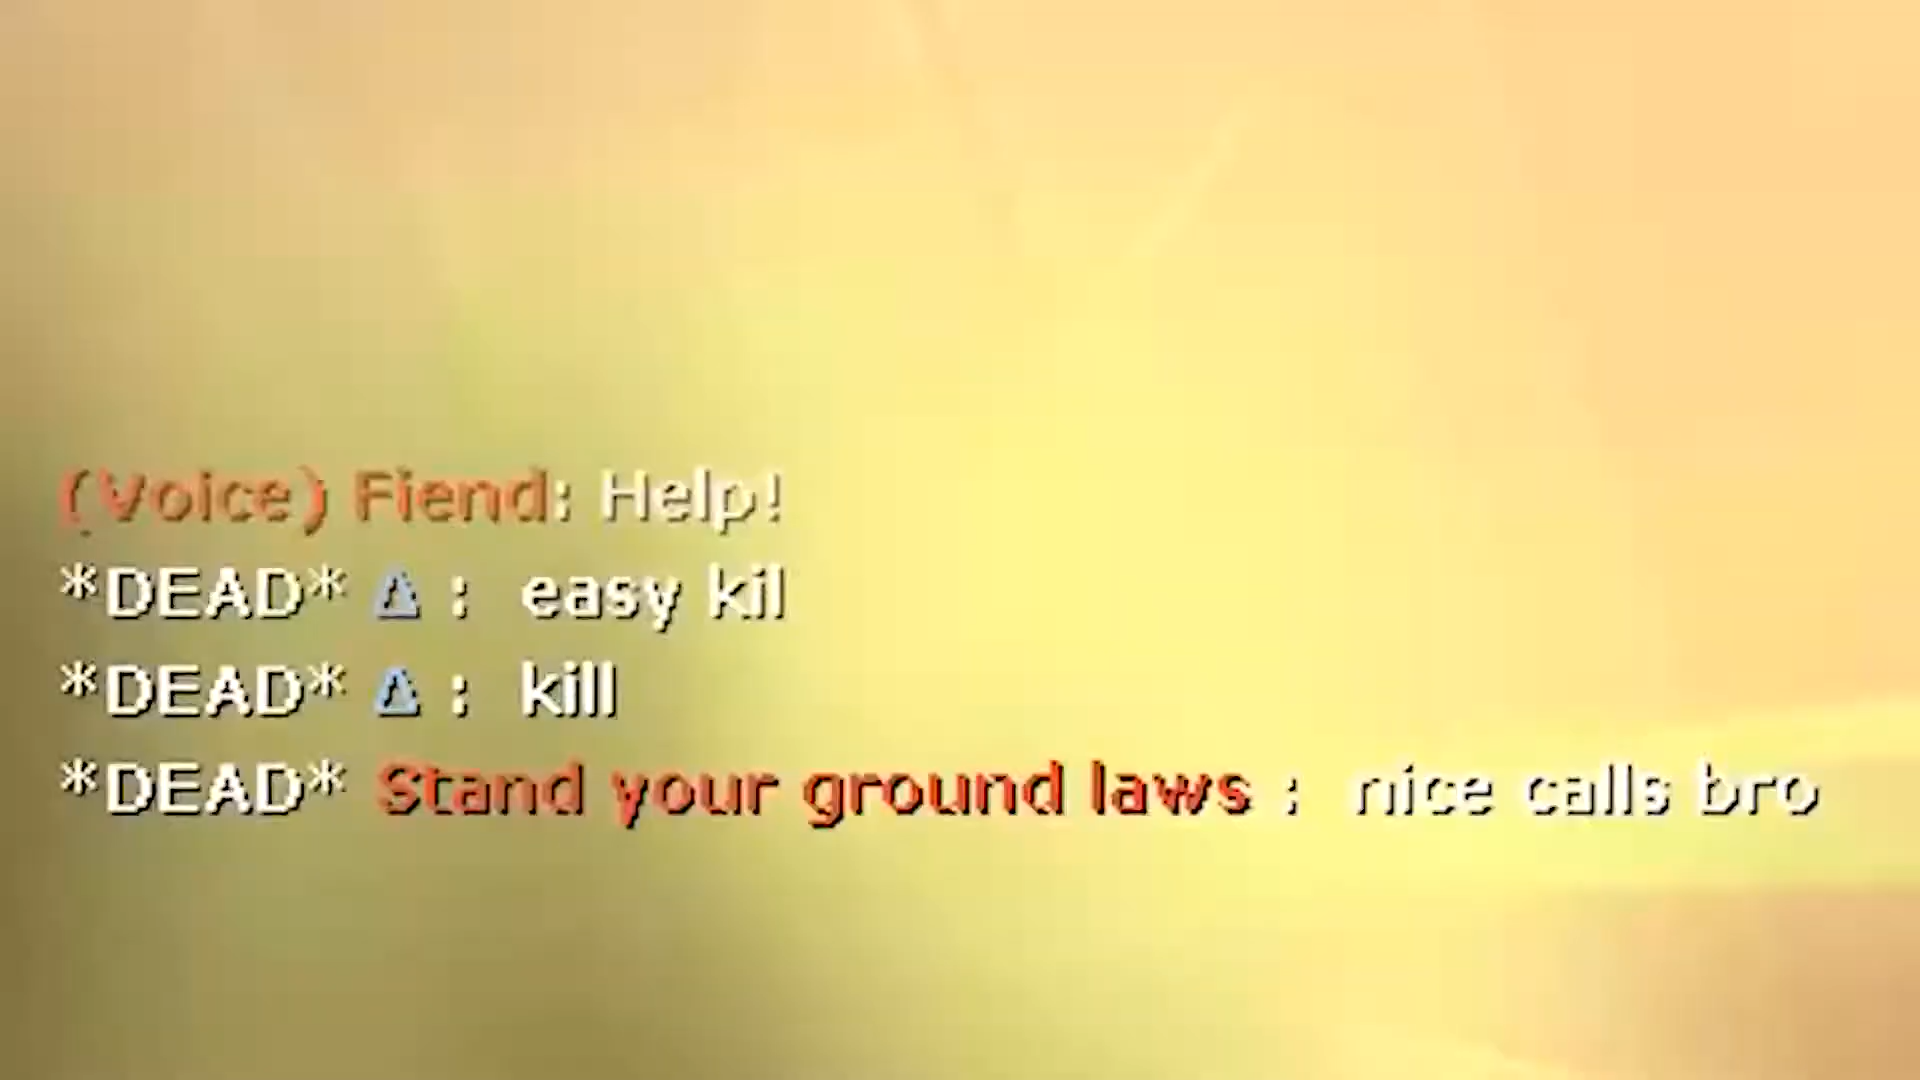 (Voice) Fiend: Help!
*DEAD* Δ :  easy kil
*DEAD* Δ :  kill
*DEAD* Stand your ground laws :  nice calls bro